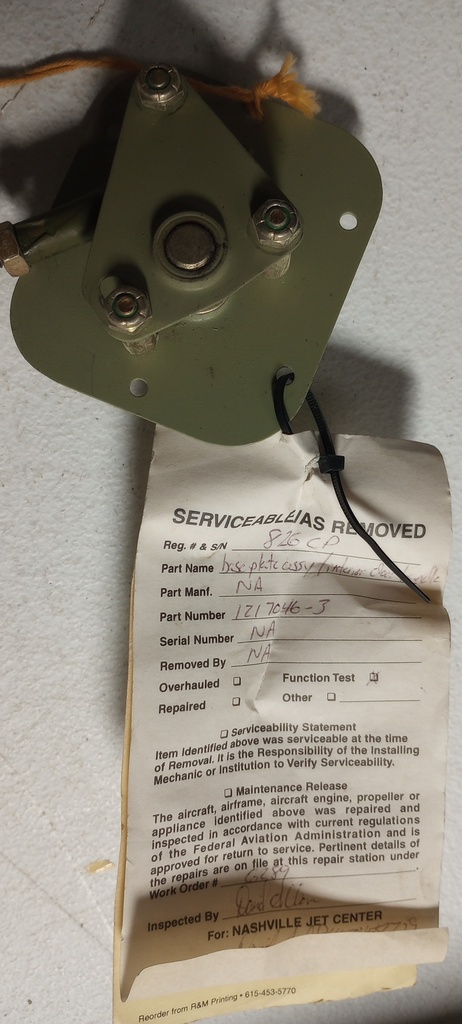 SERVICEABLE/AS REMOVED
Reg. # & S/N 826 CP
Part Name baseplate assy/interior door
Part Manf. NA
Part Number 1217046-3
Serial Number NA
Removed By NA
Overhauled ☐ Function Test ☒
Repaired ☐ Other ☐
☐ Serviceability Statement
Item Identified above was serviceable at the time
of Removal. It is the Responsibility of the Installing
Mechanic or Institution to Verify Serviceability.
☐ Maintenance Release
The aircraft, airframe, aircraft engine, propeller or
appliance identified above was repaired and
inspected in accordance with current regulations
of the Federal Aviation Administration and is
approved for return to service. Pertinent details of
the repairs are on file at this repair station under
Work Order #
Inspected By
For: NASHVILLE JET CENTER
Reorder from R&M Printing • 615-453-5770